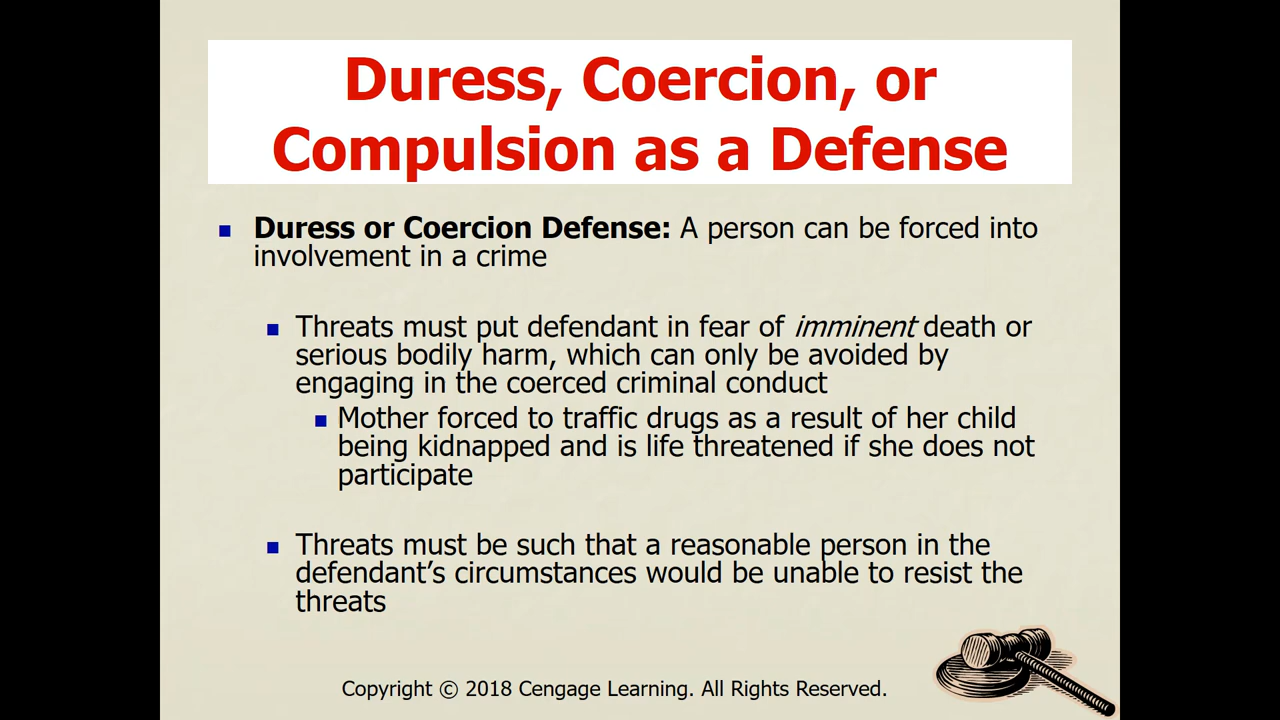 Duress, Coercion, or
Compulsion as a Defense
Duress or Coercion Defense: A person can be forced into
involvement in a crime
Threats must put defendant in fear of imminent death or
serious bodily harm, which can only be avoided by
engaging in the coerced criminal conduct
Mother forced to traffic drugs as a result of her child
being kidnapped and is life threatened if she does not
participate
Threats must be such that a reasonable person in the
defendant’s circumstances would be unable to resist the
threats
Copyright © 2018 Cengage Learning. All Rights Reserved.